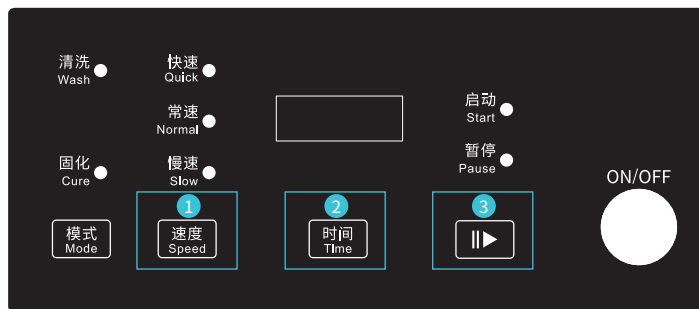 清洗
Wash
快速
Quick
常速
Normal
启动
Start
固化
Cure
慢速
Slow
暂停
Pause
ON/OFF
1
2
3
模式
Mode
速度
Speed
时间
Time